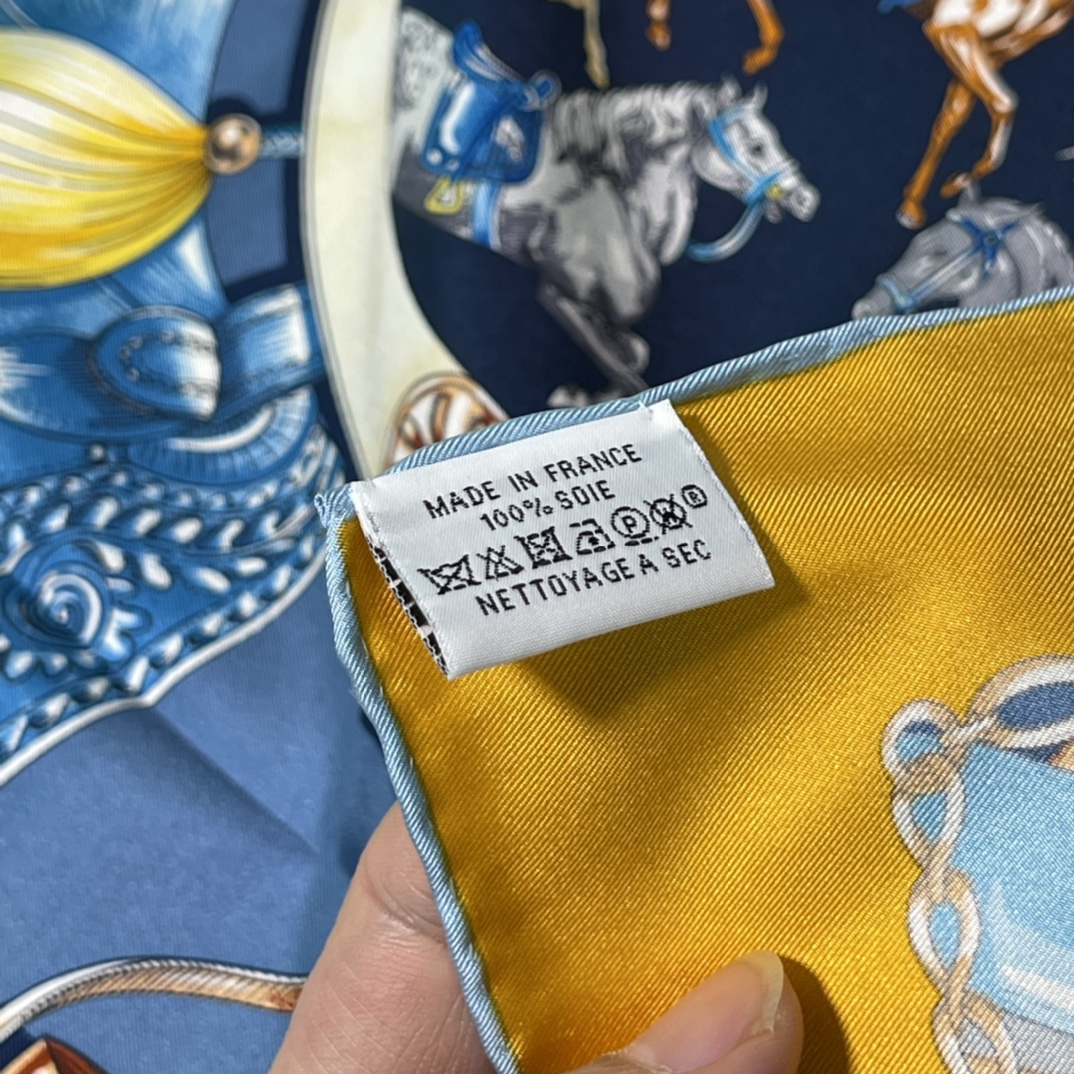 MADE IN FRANCE
100% SOIE
P ®
NETTOYAGE A SEC